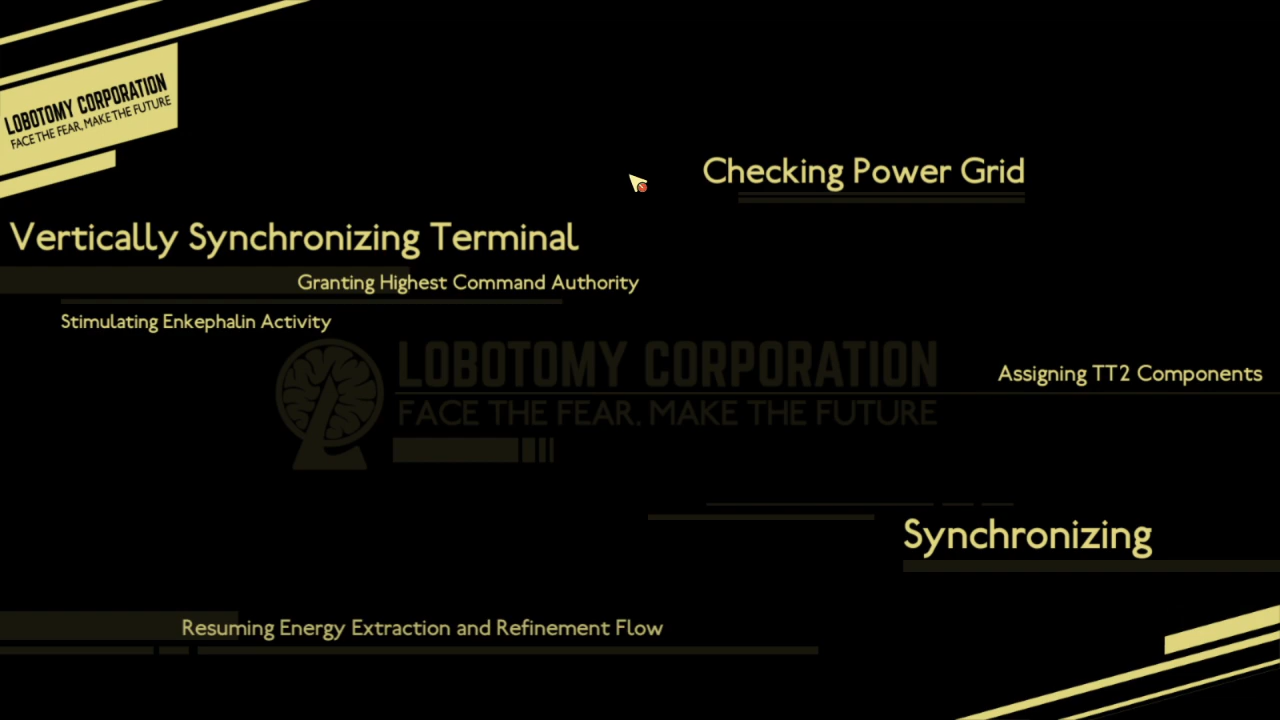 LOBOTOMY CORPORATION
FACE THE FEAR, MAKE THE FUTURE
Checking Power Grid
Vertically Synchronizing Terminal
Granting Highest Command Authority
Stimulating Enkephalin Activity
LOBOTOMY CORPORATION
FACE THE FEAR. MAKE THE FUTURE
Assigning TT2 Components
Synchronizing
Resuming Energy Extraction and Refinement Flow